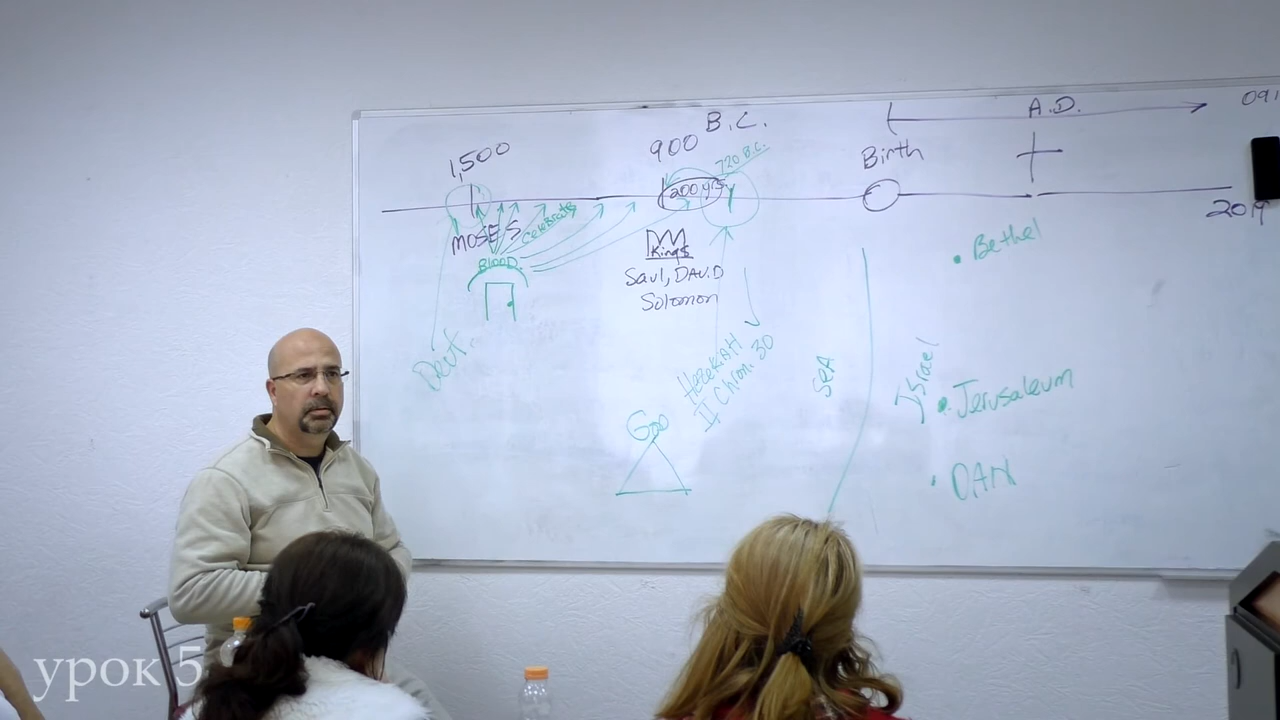 B.C.
A.D.
1,500
900
720 B.C.
Birth
200 yrs
2019
MOSES
Celebrate
BLOOD.
Kings
Saul, DAVID
Solomon
Bethel
Deut.
Hezekiah
II Chron. 30
SEA
Israel
Jerusaleum
DAN
GOD
урок 5